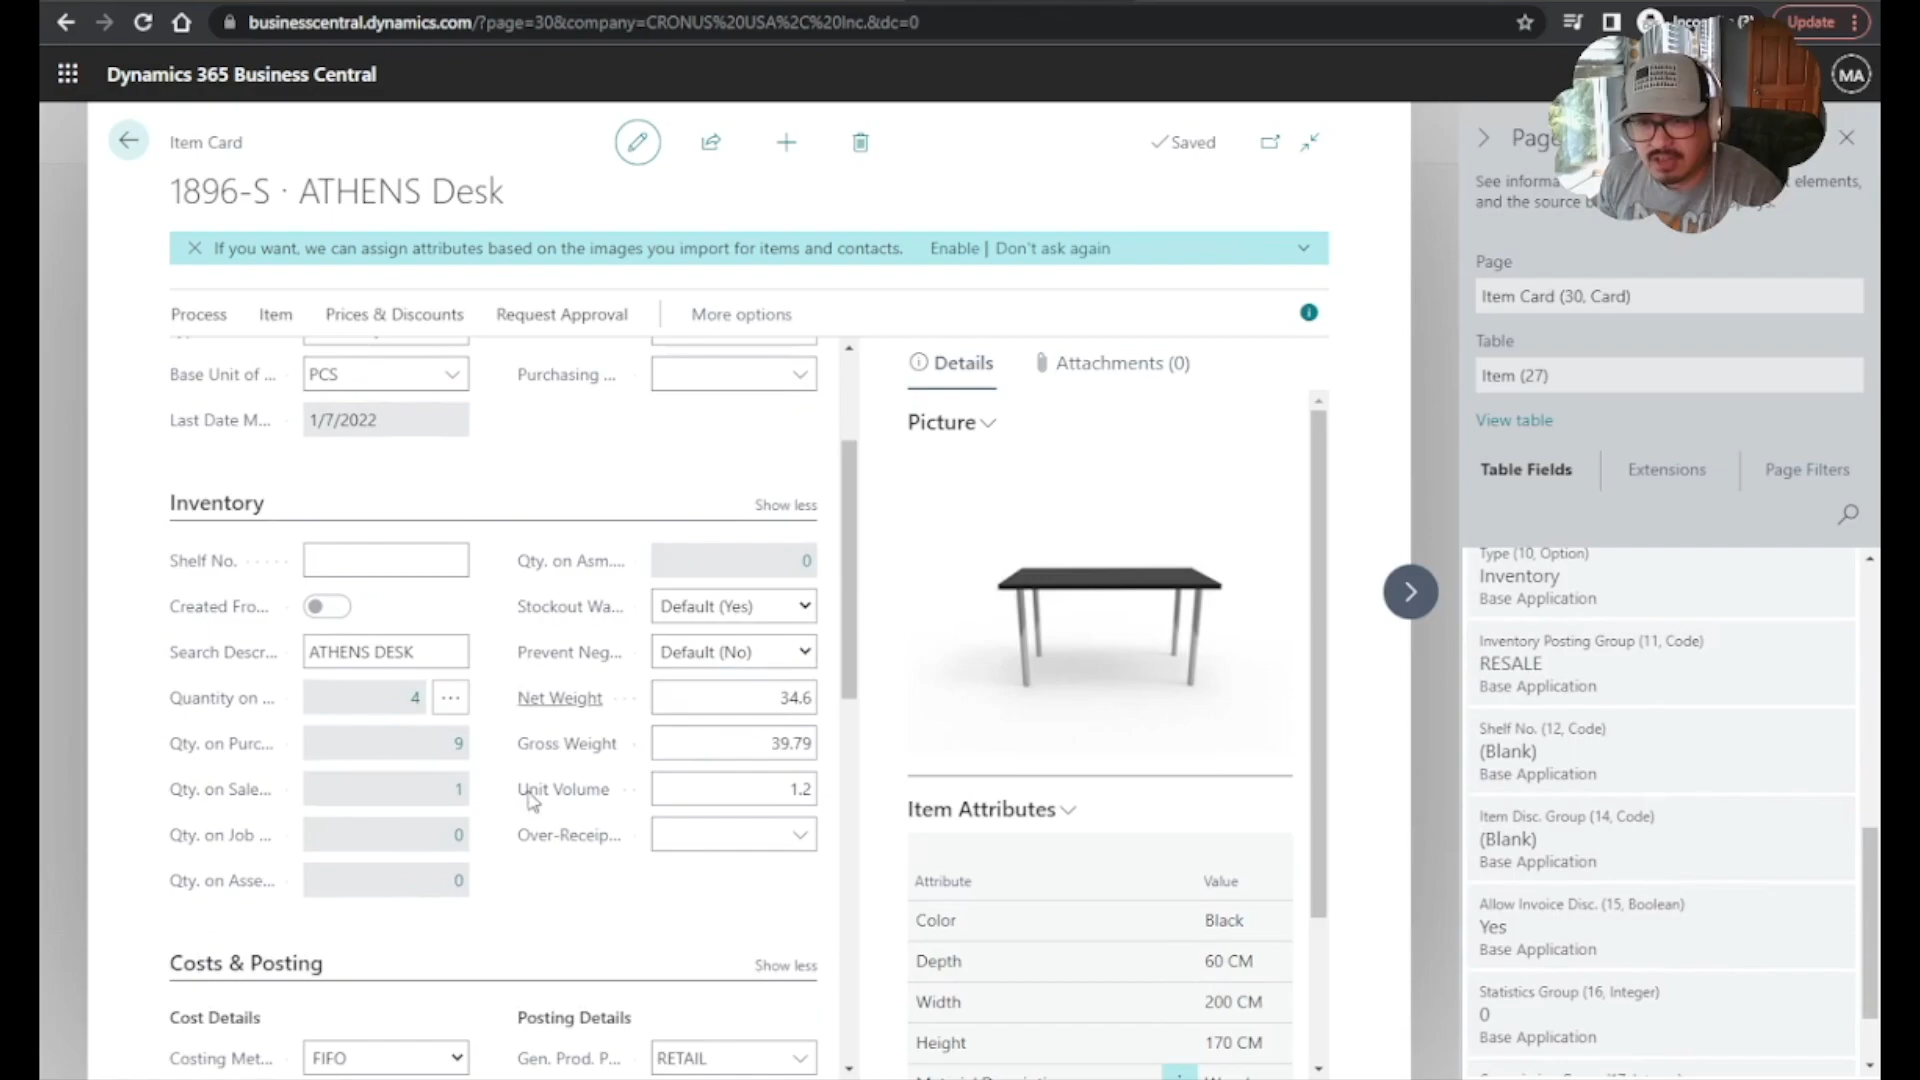 businesscentral.dynamics.com/?page=30&company=CRONUS%20USA%2C%20Inc.&dc=0
Update
Dynamics 365 Business Central
MA
Item Card
Saved
1896-S · ATHENS Desk
If you want, we can assign attributes based on the images you import for items and contacts. Enable | Don't ask again
Process Item Prices & Discounts Request Approval More options
Base Unit of ... PCS Purchasing ...
Last Date M... 1/7/2022
Inventory Show less
Shelf No. Qty. on Asm.... 0
Created Fro... Stockout Wa... Default (Yes)
Search Descr... ATHENS DESK Prevent Neg... Default (No)
Quantity on ... 4 ... Net Weight 34.6
Qty. on Purc... 9 Gross Weight 39.79
Qty. on Sale... 1 Unit Volume 1.2
Qty. on Job ... 0 Over-Receip...
Qty. on Asse... 0
Costs & Posting Show less
Cost Details Posting Details
Costing Met... FIFO Gen. Prod. P... RETAIL
Details Attachments (0)
Picture
Item Attributes
Attribute Value
Color Black
Depth 60 CM
Width 200 CM
Height 170 CM
See elements,
and the source
Page
Item Card (30, Card)
Table
Item (27)
View table
Table Fields Extensions Page Filters
Type (10, Option)
Inventory
Base Application
Inventory Posting Group (11, Code)
RESALE
Base Application
Shelf No. (12, Code)
(Blank)
Base Application
Item Disc. Group (14, Code)
(Blank)
Base Application
Allow Invoice Disc. (15, Boolean)
Yes
Base Application
Statistics Group (16, Integer)
0
Base Application